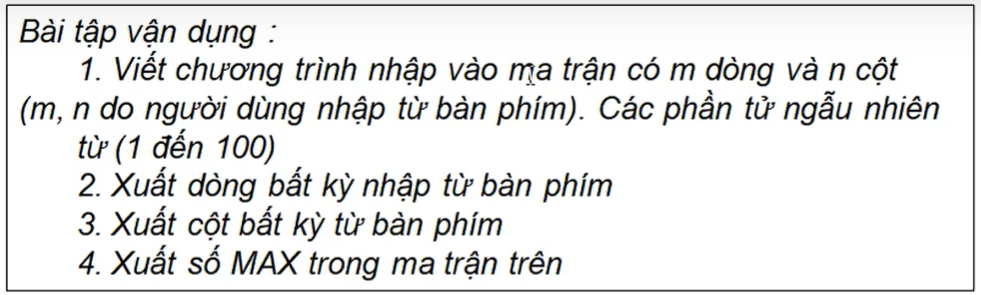 Bài tập vận dụng :
1. Viết chương trình nhập vào ma trận có m dòng và n cột
(m, n do người dùng nhập từ bàn phím). Các phần tử ngẫu nhiên
từ (1 đến 100)
2. Xuất dòng bất kỳ nhập từ bàn phím
3. Xuất cột bất kỳ từ bàn phím
4. Xuất số MAX trong ma trận trên